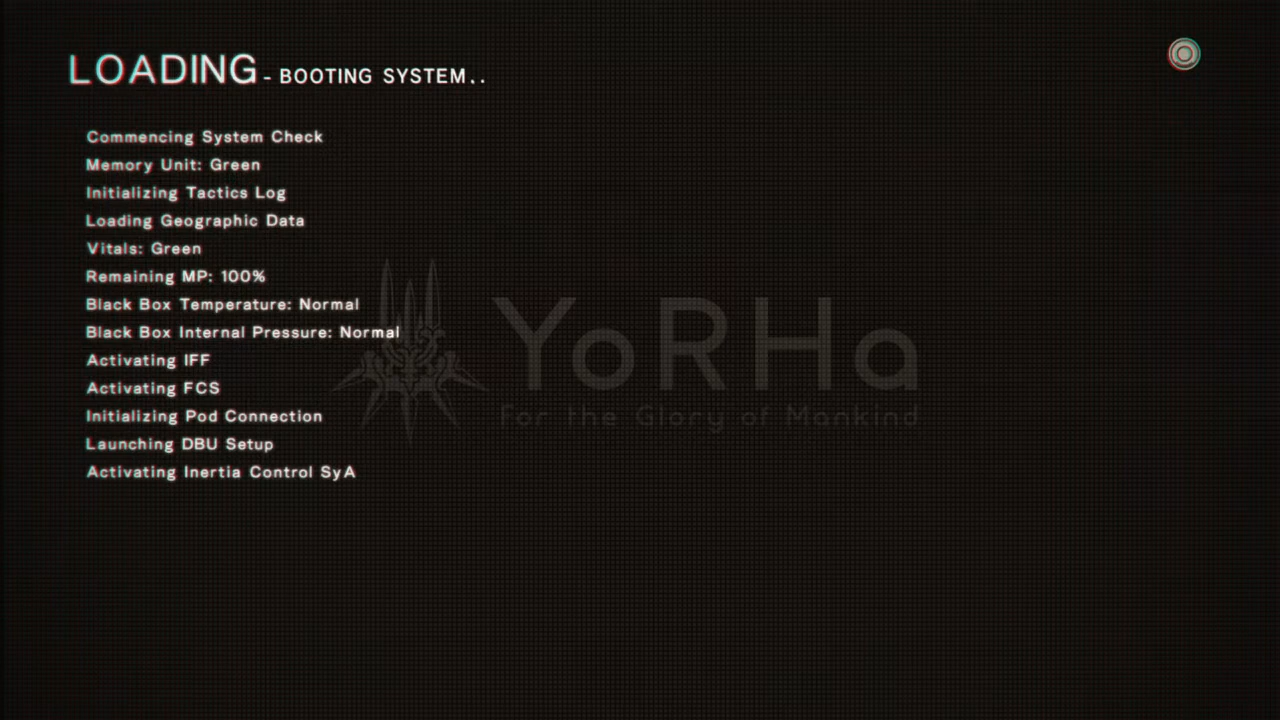 LOADING - BOOTING SYSTEM..
Commencing System Check
Memory Unit: Green
Initializing Tactics Log
Loading Geographic Data
Vitals: Green
Remaining MP: 100%
Black Box Temperature: Normal
Black Box Internal Pressure: Normal
Activating IFF
Activating FCS
Initializing Pod Connection
Launching DBU Setup
Activating Inertia Control SyA
YoRHa
For the Glory of Mankind